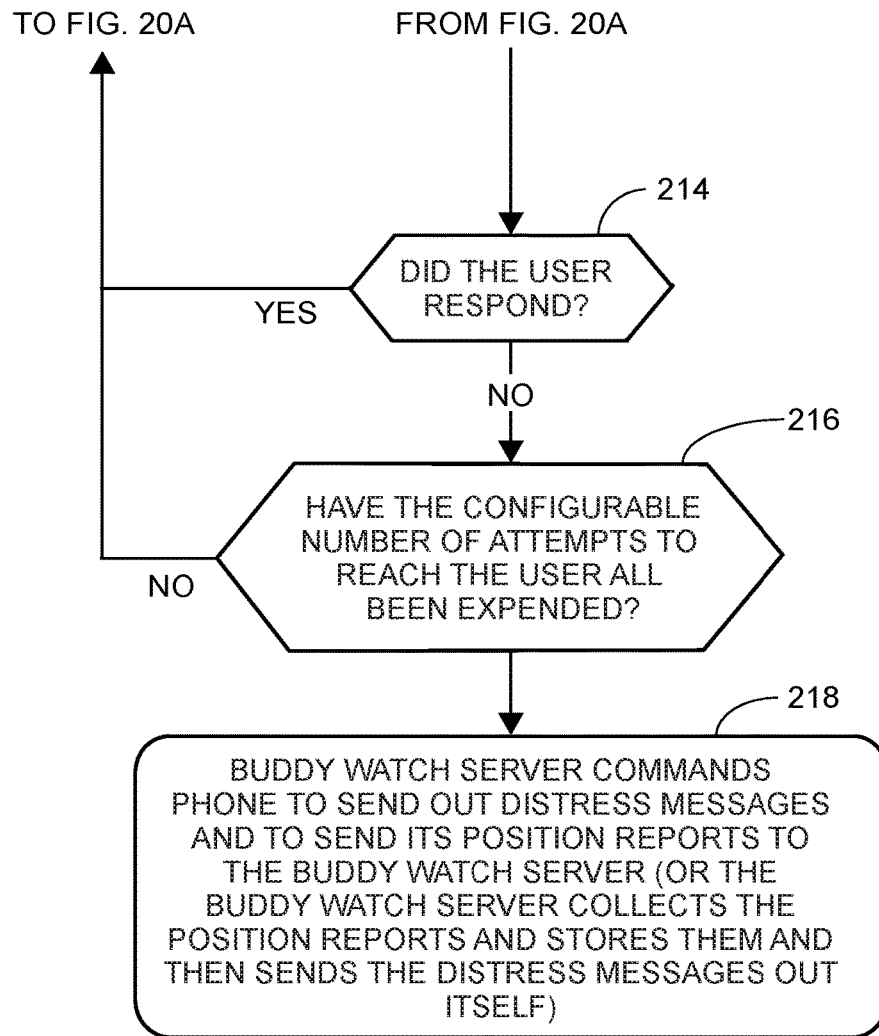 TO FIG. 20A
FROM FIG. 20A
214
DID THE USER
RESPOND?
YES
NO
216
HAVE THE CONFIGURABLE
NUMBER OF ATTEMPTS TO
REACH THE USER ALL
BEEN EXPENDED?
NO
218
BUDDY WATCH SERVER COMMANDS
PHONE TO SEND OUT DISTRESS MESSAGES
AND TO SEND ITS POSITION REPORTS TO
THE BUDDY WATCH SERVER (OR THE
BUDDY WATCH SERVER COLLECTS THE
POSITION REPORTS AND STORES THEM AND
THEN SENDS THE DISTRESS MESSAGES OUT
ITSELF)